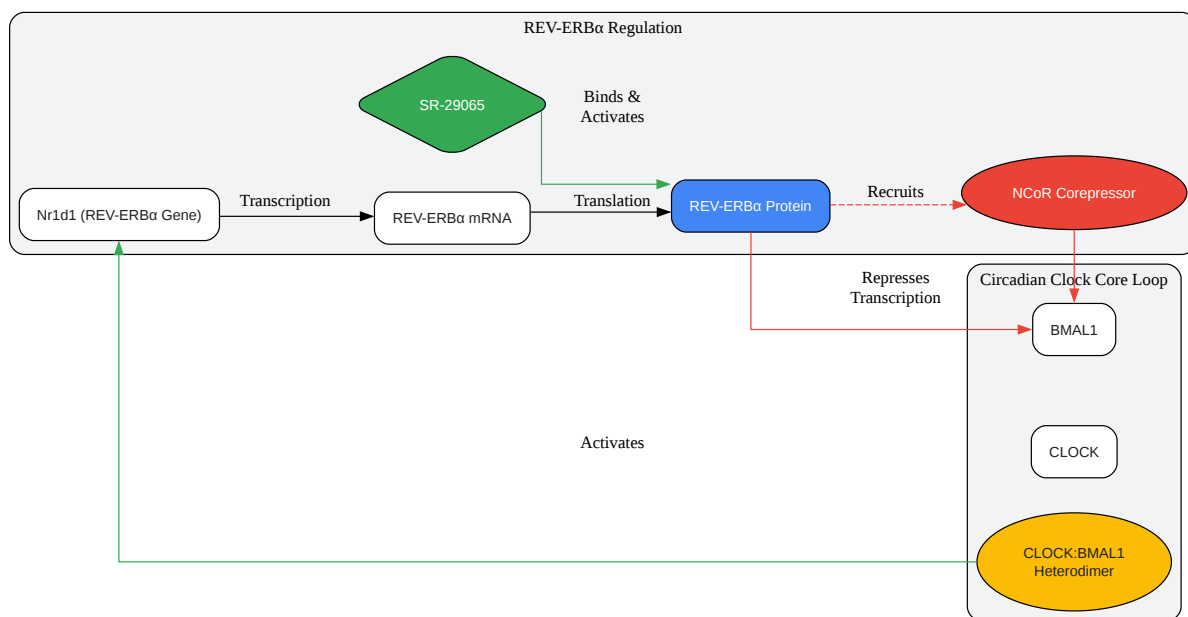 REV-ERBα Regulation
SR-29065
Binds &
Activates
Nr1d1 (REV-ERBα Gene)
Transcription
REV-ERBα mRNA
Translation
REV-ERBα Protein
Recruits
NCoR Corepressor
Represses
Transcription
Circadian Clock Core Loop
BMAL1
Activates
CLOCK
CLOCK:BMAL1
Heterodimer